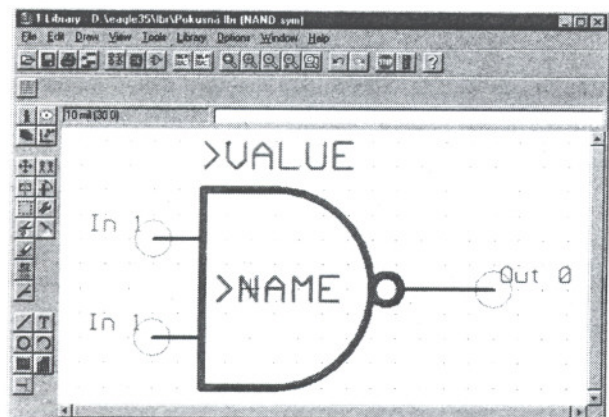 1 Library - D:\eagle35\lbr\Pokusná lbr (NAND sym)
File Edit Draw View Tools Library Options Window Help
10 mil (30 0)
>VALUE
In 1
>NAME
Out 0
In 1